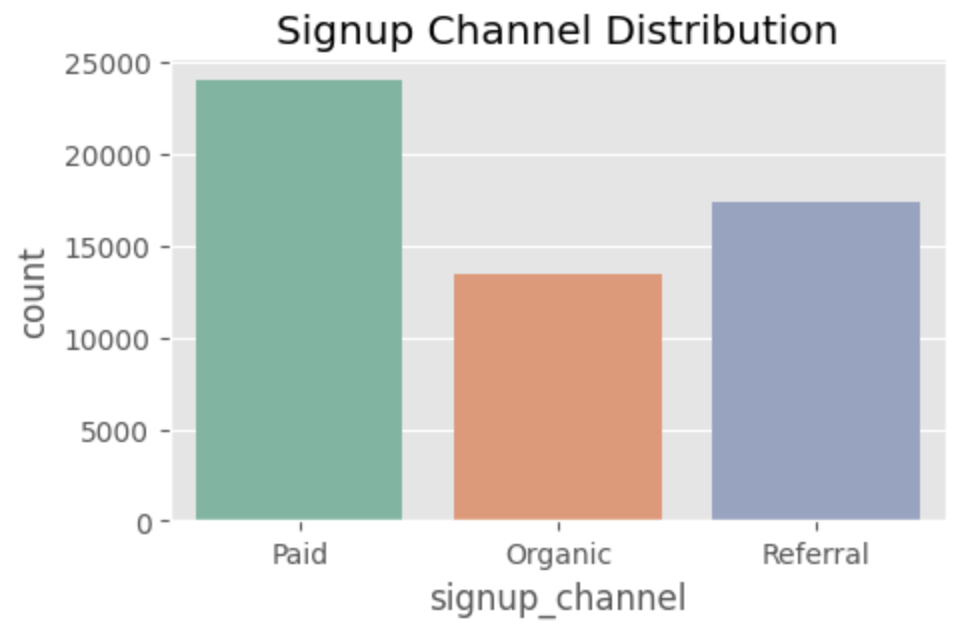 Signup Channel Distribution
25000
20000
15000
10000
5000
0
count
Paid Organic Referral
signup_channel